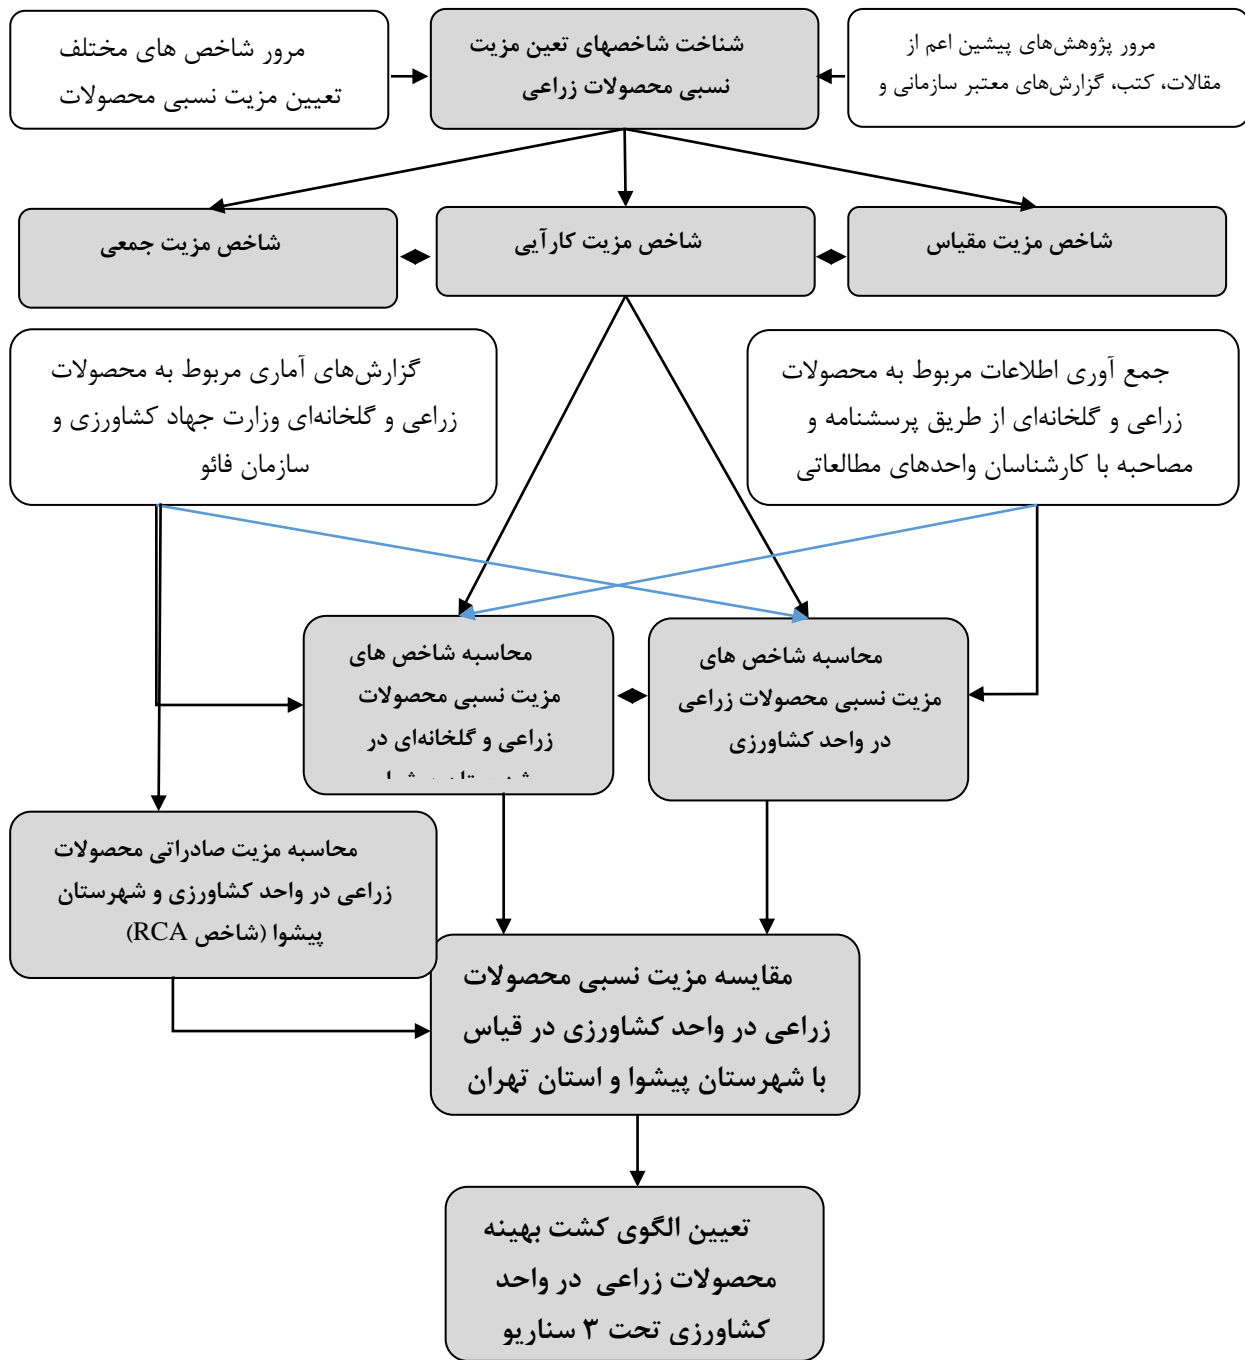 مرور پژوهش‌های پیشین اعم از
مقالات، کتب، گزارش‌های معتبر سازمانی و
شناخت شاخصهای تعین مزیت
نسبی محصولات زراعی
مرور شاخص های مختلف
تعیین مزیت نسبی محصولات
شاخص مزیت مقیاس
شاخص مزیت کارآیی
شاخص مزیت جمعی
جمع آوری اطلاعات مربوط به محصولات
زراعی و گلخانه‌ای از طریق پرسشنامه و
مصاحبه با کارشناسان واحدهای مطالعاتی
گزارش‌های آماری مربوط به محصولات
زراعی و گلخانه‌ای وزارت جهاد کشاورزی و
سازمان فائو
محاسبه شاخص های
مزیت نسبی محصولات زراعی
در واحد کشاورزی
محاسبه شاخص های
مزیت نسبی محصولات
زراعی و گلخانه‌ای در
محاسبه مزیت صادراتی محصولات
زراعی در واحد کشاورزی و شهرستان
پیشوا (شاخص RCA)
مقایسه مزیت نسبی محصولات
زراعی در واحد کشاورزی در قیاس
با شهرستان پیشوا و استان تهران
تعیین الگوی کشت بهینه
محصولات زراعی در واحد
کشاورزی تحت ۳ سناریو